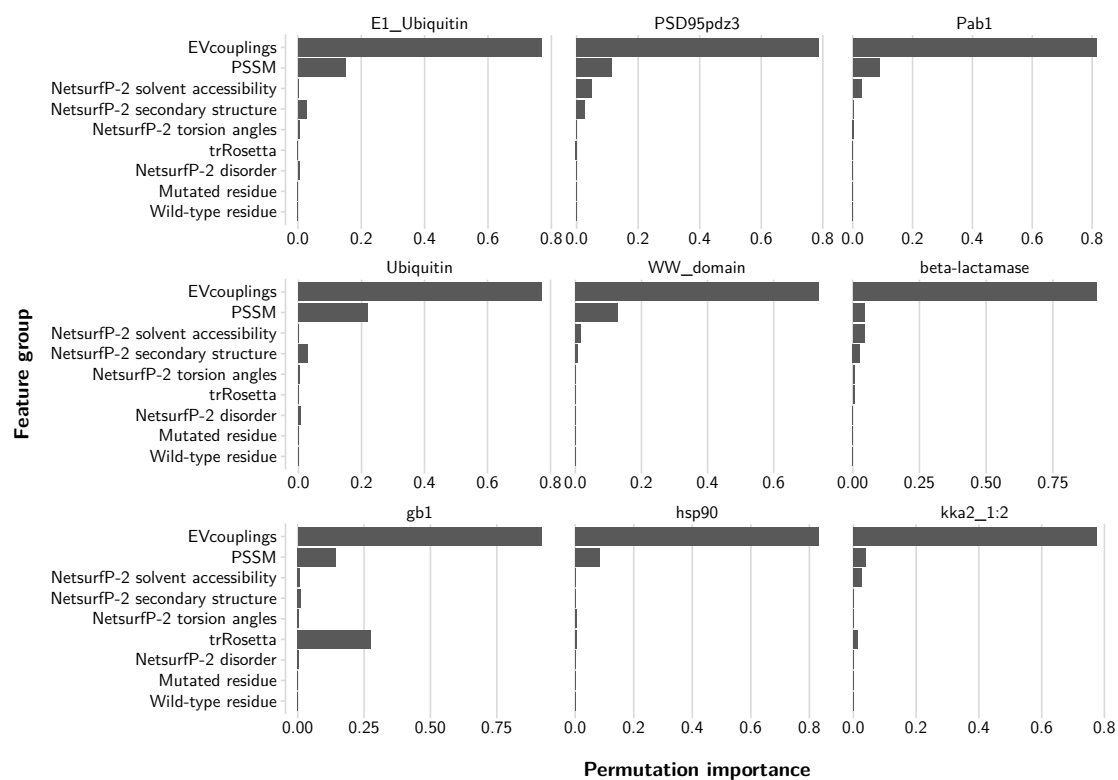 E1_Ubiquitin PSD95pdz3 Pab1
EVcouplings
PSSM
NetsurfP-2 solvent accessibility
NetsurfP-2 secondary structure
NetsurfP-2 torsion angles
trRosetta
NetsurfP-2 disorder
Mutated residue
Wild-type residue
0.0 0.2 0.4 0.6 0.8 0.0 0.2 0.4 0.6 0.8 0.0 0.2 0.4 0.6 0.8
Feature group
Ubiquitin WW_domain beta-lactamase
EVcouplings
PSSM
NetsurfP-2 solvent accessibility
NetsurfP-2 secondary structure
NetsurfP-2 torsion angles
trRosetta
NetsurfP-2 disorder
Mutated residue
Wild-type residue
0.0 0.2 0.4 0.6 0.8 0.0 0.2 0.4 0.6 0.00 0.25 0.50 0.75
gb1 hsp90 kka2_1:2
EVcouplings
PSSM
NetsurfP-2 solvent accessibility
NetsurfP-2 secondary structure
NetsurfP-2 torsion angles
trRosetta
NetsurfP-2 disorder
Mutated residue
Wild-type residue
0.00 0.25 0.50 0.75 0.0 0.2 0.4 0.6 0.8 0.0 0.2 0.4 0.6 0.8
Permutation importance